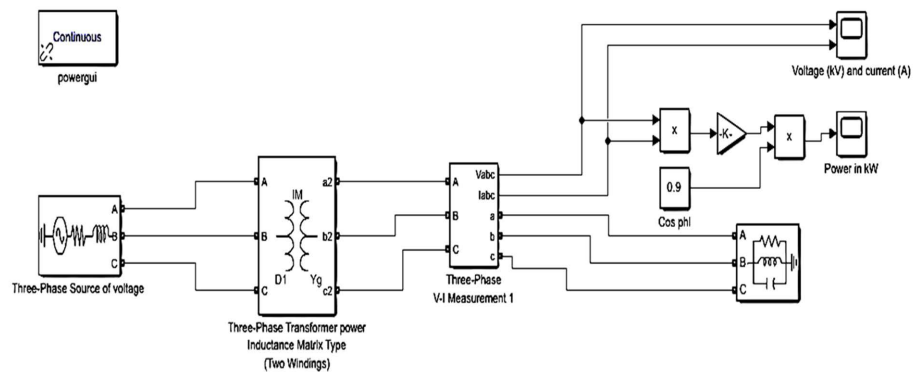 Continuous
powergui
Voltage (kV) and current (A)
x
-K-
x
Power in kW
0.9
Cos phi
A
B
C
Three-Phase Source of voltage
A
B
C
IM
D1
Yg
a2
b2
c2
Three-Phase Transformer power
Inductance Matrix Type
(Two Windings)
A
B
C
Vabc
Iabc
a
b
c
Three-Phase
V-I Measurement 1
A
B
C